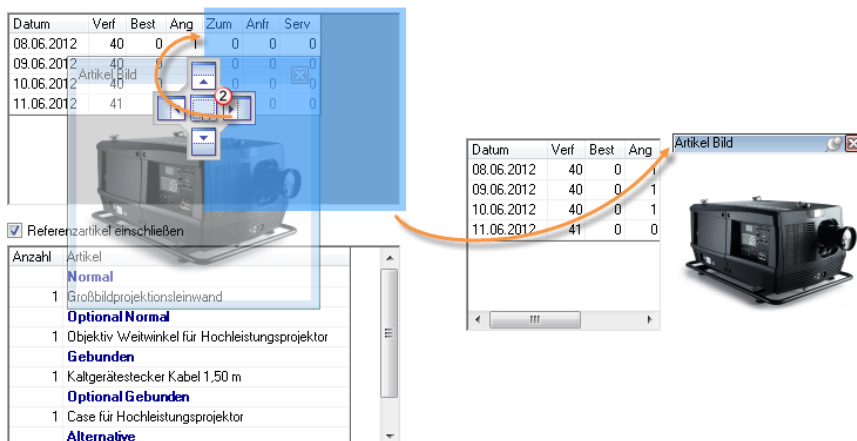 Datum Verf Best Ang Zum Anfr Serv
08.06.2012 40 0 1 0 0 0
09.06.2012 40 0 0 0
10.06.2012 40 0 0 0
11.06.2012 41 0 0
Artikel Bild
2
Referenzartikel einschließen
Anzahl Artikel
Normal
1 Großbildprojektionsleinwand
Optional Normal
1 Objektiv Weitwinkel für Hochleistungsprojektor
Gebunden
1 Kaltgerätestecker Kabel 1,50 m
Optional Gebunden
1 Case für Hochleistungsprojektor
Alternative
Datum Verf Best Ang
08.06.2012 40 0 1
09.06.2012 40 0 1
10.06.2012 40 0 1
11.06.2012 41 0 0
Artikel Bild